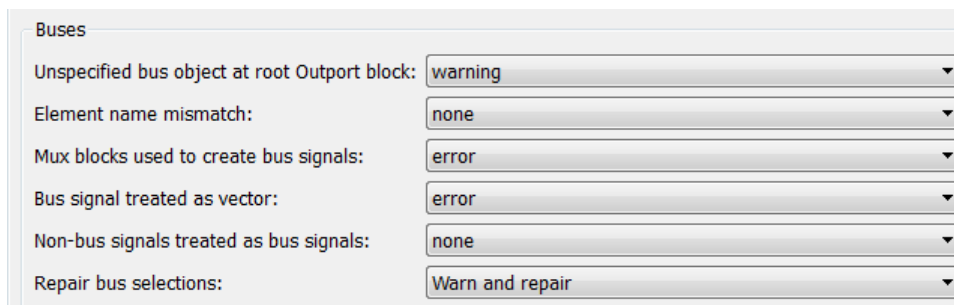 Buses
Unspecified bus object at root Outport block: warning
Element name mismatch: none
Mux blocks used to create bus signals: error
Bus signal treated as vector: error
Non-bus signals treated as bus signals: none
Repair bus selections: Warn and repair